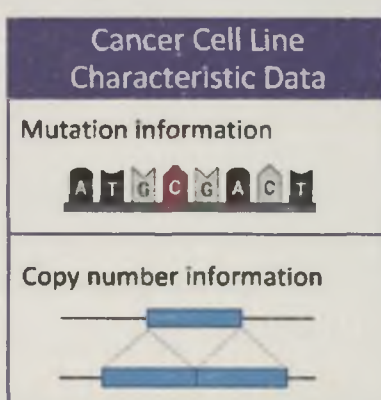 Cancer Cell Line
Characteristic Data
Mutation information
A T G C G A C T
Copy number information